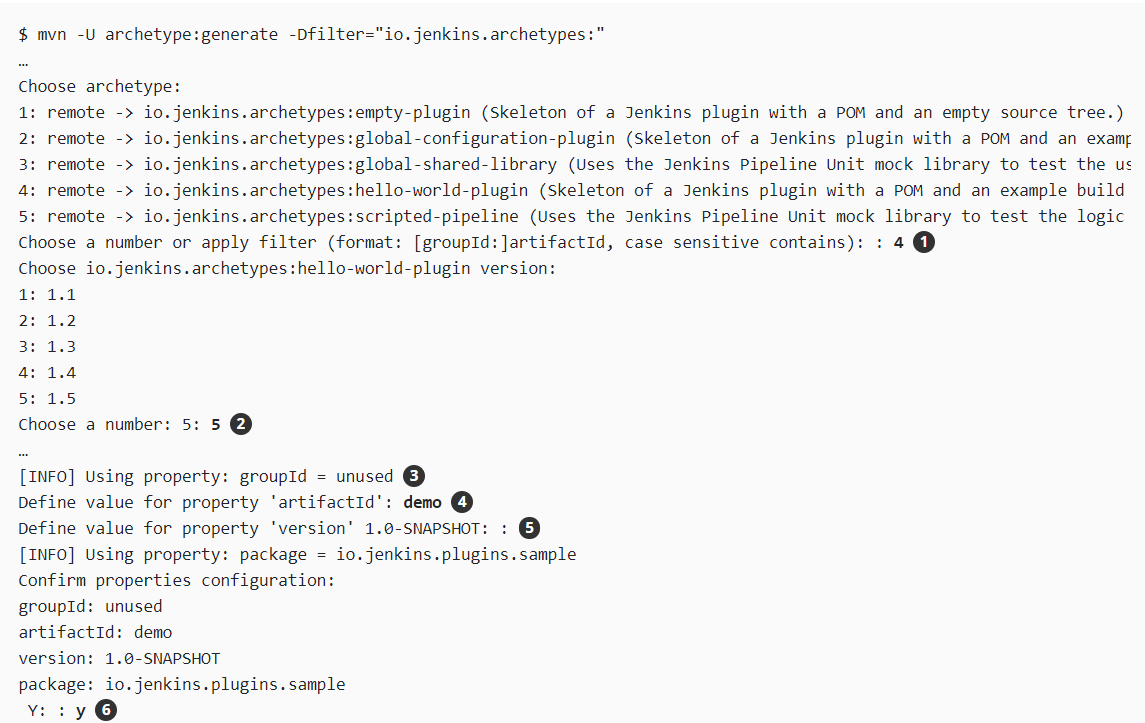 $ mvn -U archetype:generate -Dfilter="io.jenkins.archetypes:"
…
Choose archetype:
1: remote -> io.jenkins.archetypes:empty-plugin (Skeleton of a Jenkins plugin with a POM and an empty source tree.)
2: remote -> io.jenkins.archetypes:global-configuration-plugin (Skeleton of a Jenkins plugin with a POM and an examp
3: remote -> io.jenkins.archetypes:global-shared-library (Uses the Jenkins Pipeline Unit mock library to test the us
4: remote -> io.jenkins.archetypes:hello-world-plugin (Skeleton of a Jenkins plugin with a POM and an example build
5: remote -> io.jenkins.archetypes:scripted-pipeline (Uses the Jenkins Pipeline Unit mock library to test the logic
Choose a number or apply filter (format: [groupId:]artifactId, case sensitive contains): : 4 1
Choose io.jenkins.archetypes:hello-world-plugin version:
1: 1.1
2: 1.2
3: 1.3
4: 1.4
5: 1.5
Choose a number: 5: 5 2
…
[INFO] Using property: groupId = unused 3
Define value for property 'artifactId': demo 4
Define value for property 'version' 1.0-SNAPSHOT: : 5
[INFO] Using property: package = io.jenkins.plugins.sample
Confirm properties configuration:
groupId: unused
artifactId: demo
version: 1.0-SNAPSHOT
package: io.jenkins.plugins.sample
Y: : y 6